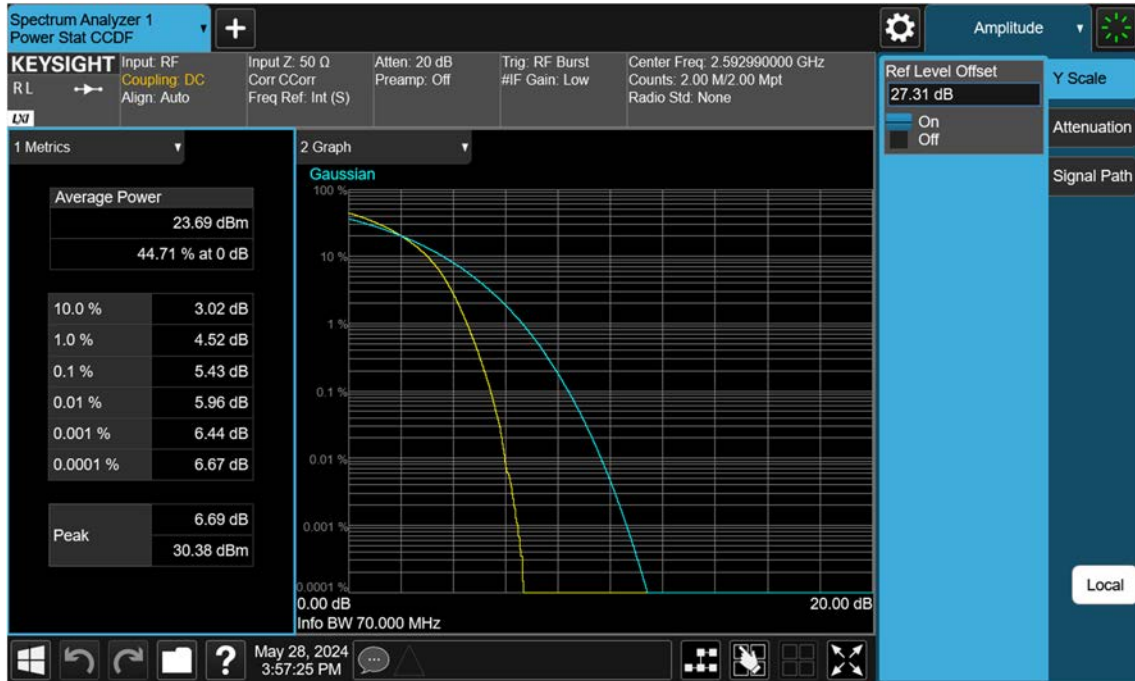 Spectrum Analyzer 1
Power Stat CCDF
Amplitude
KEYSIGHT
R L
LXI
Input: RF
Coupling: DC
Align: Auto
Input Z: 50 Ω
Corr CCorr
Freq Ref: Int (S)
Atten: 20 dB
Preamp: Off
Trig: RF Burst
#IF Gain: Low
Center Freq: 2.592990000 GHz
Counts: 2.00 M/2.00 Mpt
Radio Std: None
Ref Level Offset
27.31 dB
On
Off
Y Scale
Attenuation
Signal Path
1 Metrics
Average Power
23.69 dBm
44.71 % at 0 dB
10.0 % 3.02 dB
1.0 % 4.52 dB
0.1 % 5.43 dB
0.01 % 5.96 dB
0.001 % 6.44 dB
0.0001 % 6.67 dB
Peak 6.69 dB
30.38 dBm
2 Graph
Gaussian
100 %
10 %
1 %
0.1 %
0.01 %
0.001 %
0.0001 %
0.00 dB 20.00 dB
Info BW 70.000 MHz
Local
?
May 28, 2024
3:57:25 PM